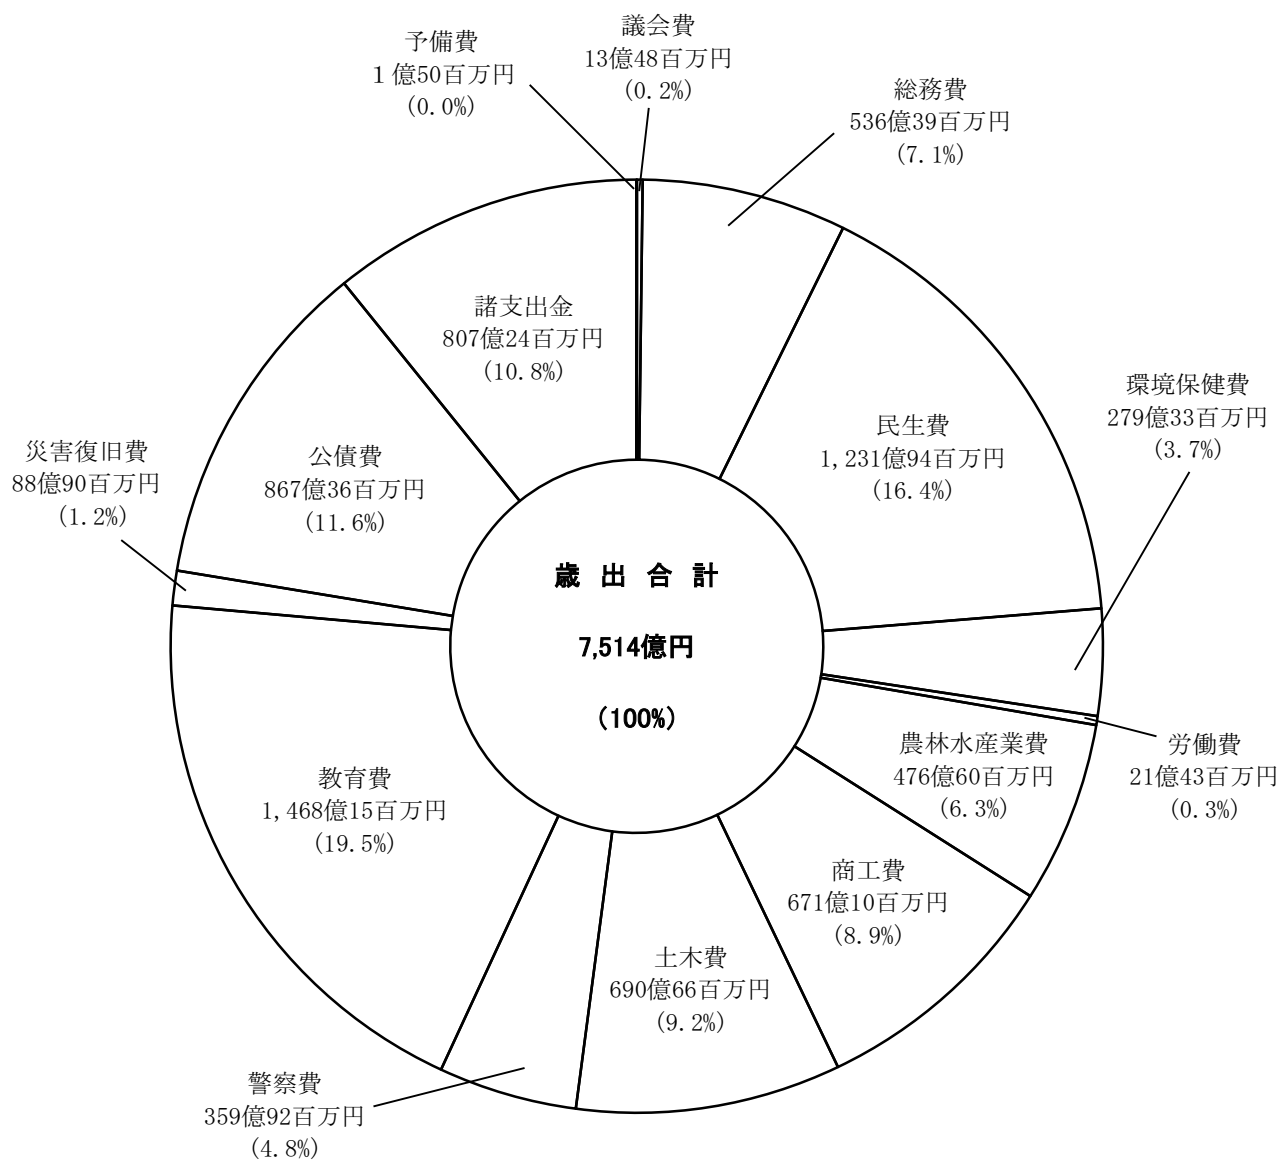 予備費
１億50百万円
(0.0%)
議会費
13億48百万円
(0.2%)
総務費
536億39百万円
(7.1%)
諸支出金
807億24百万円
(10.8%)
民生費
1,231億94百万円
(16.4%)
環境保健費
279億33百万円
(3.7%)
災害復旧費
88億90百万円
(1.2%)
公債費
867億36百万円
(11.6%)
歳 出 合 計
7,514億円
(100%)
労働費
21億43百万円
(0.3%)
農林水産業費
476億60百万円
(6.3%)
教育費
1,468億15百万円
(19.5%)
商工費
671億10百万円
(8.9%)
土木費
690億66百万円
(9.2%)
警察費
359億92百万円
(4.8%)